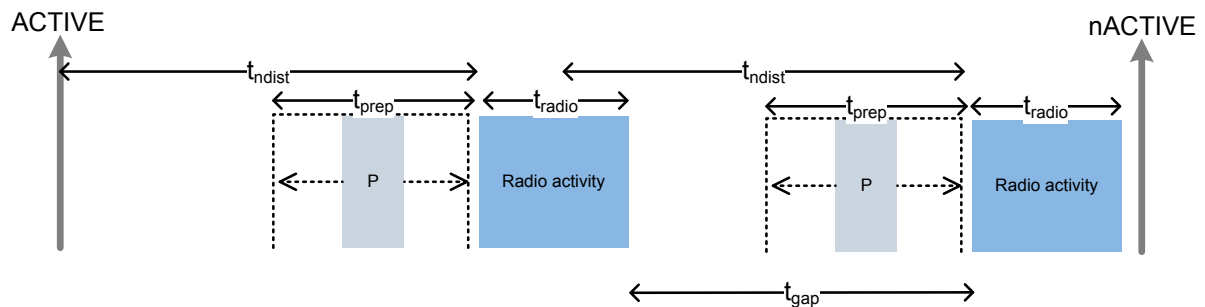 ACTIVE
nACTIVE
tndist
tndist
tprep
tradio
tprep
tradio
P
Radio activity
P
Radio activity
tgap